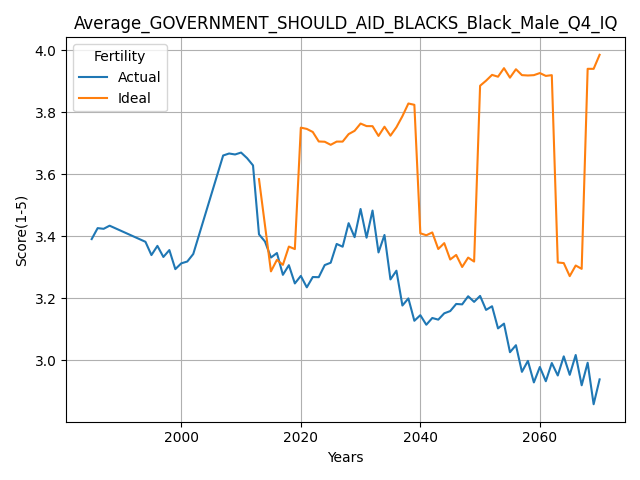 Average_GOVERNMENT_SHOULD_AID_BLACKS_Black_Male_Q4_IQ
Fertility
Actual
Ideal
Score(1-5)
4.0
3.8
3.6
3.4
3.2
3.0
2000 2020 2040 2060
Years